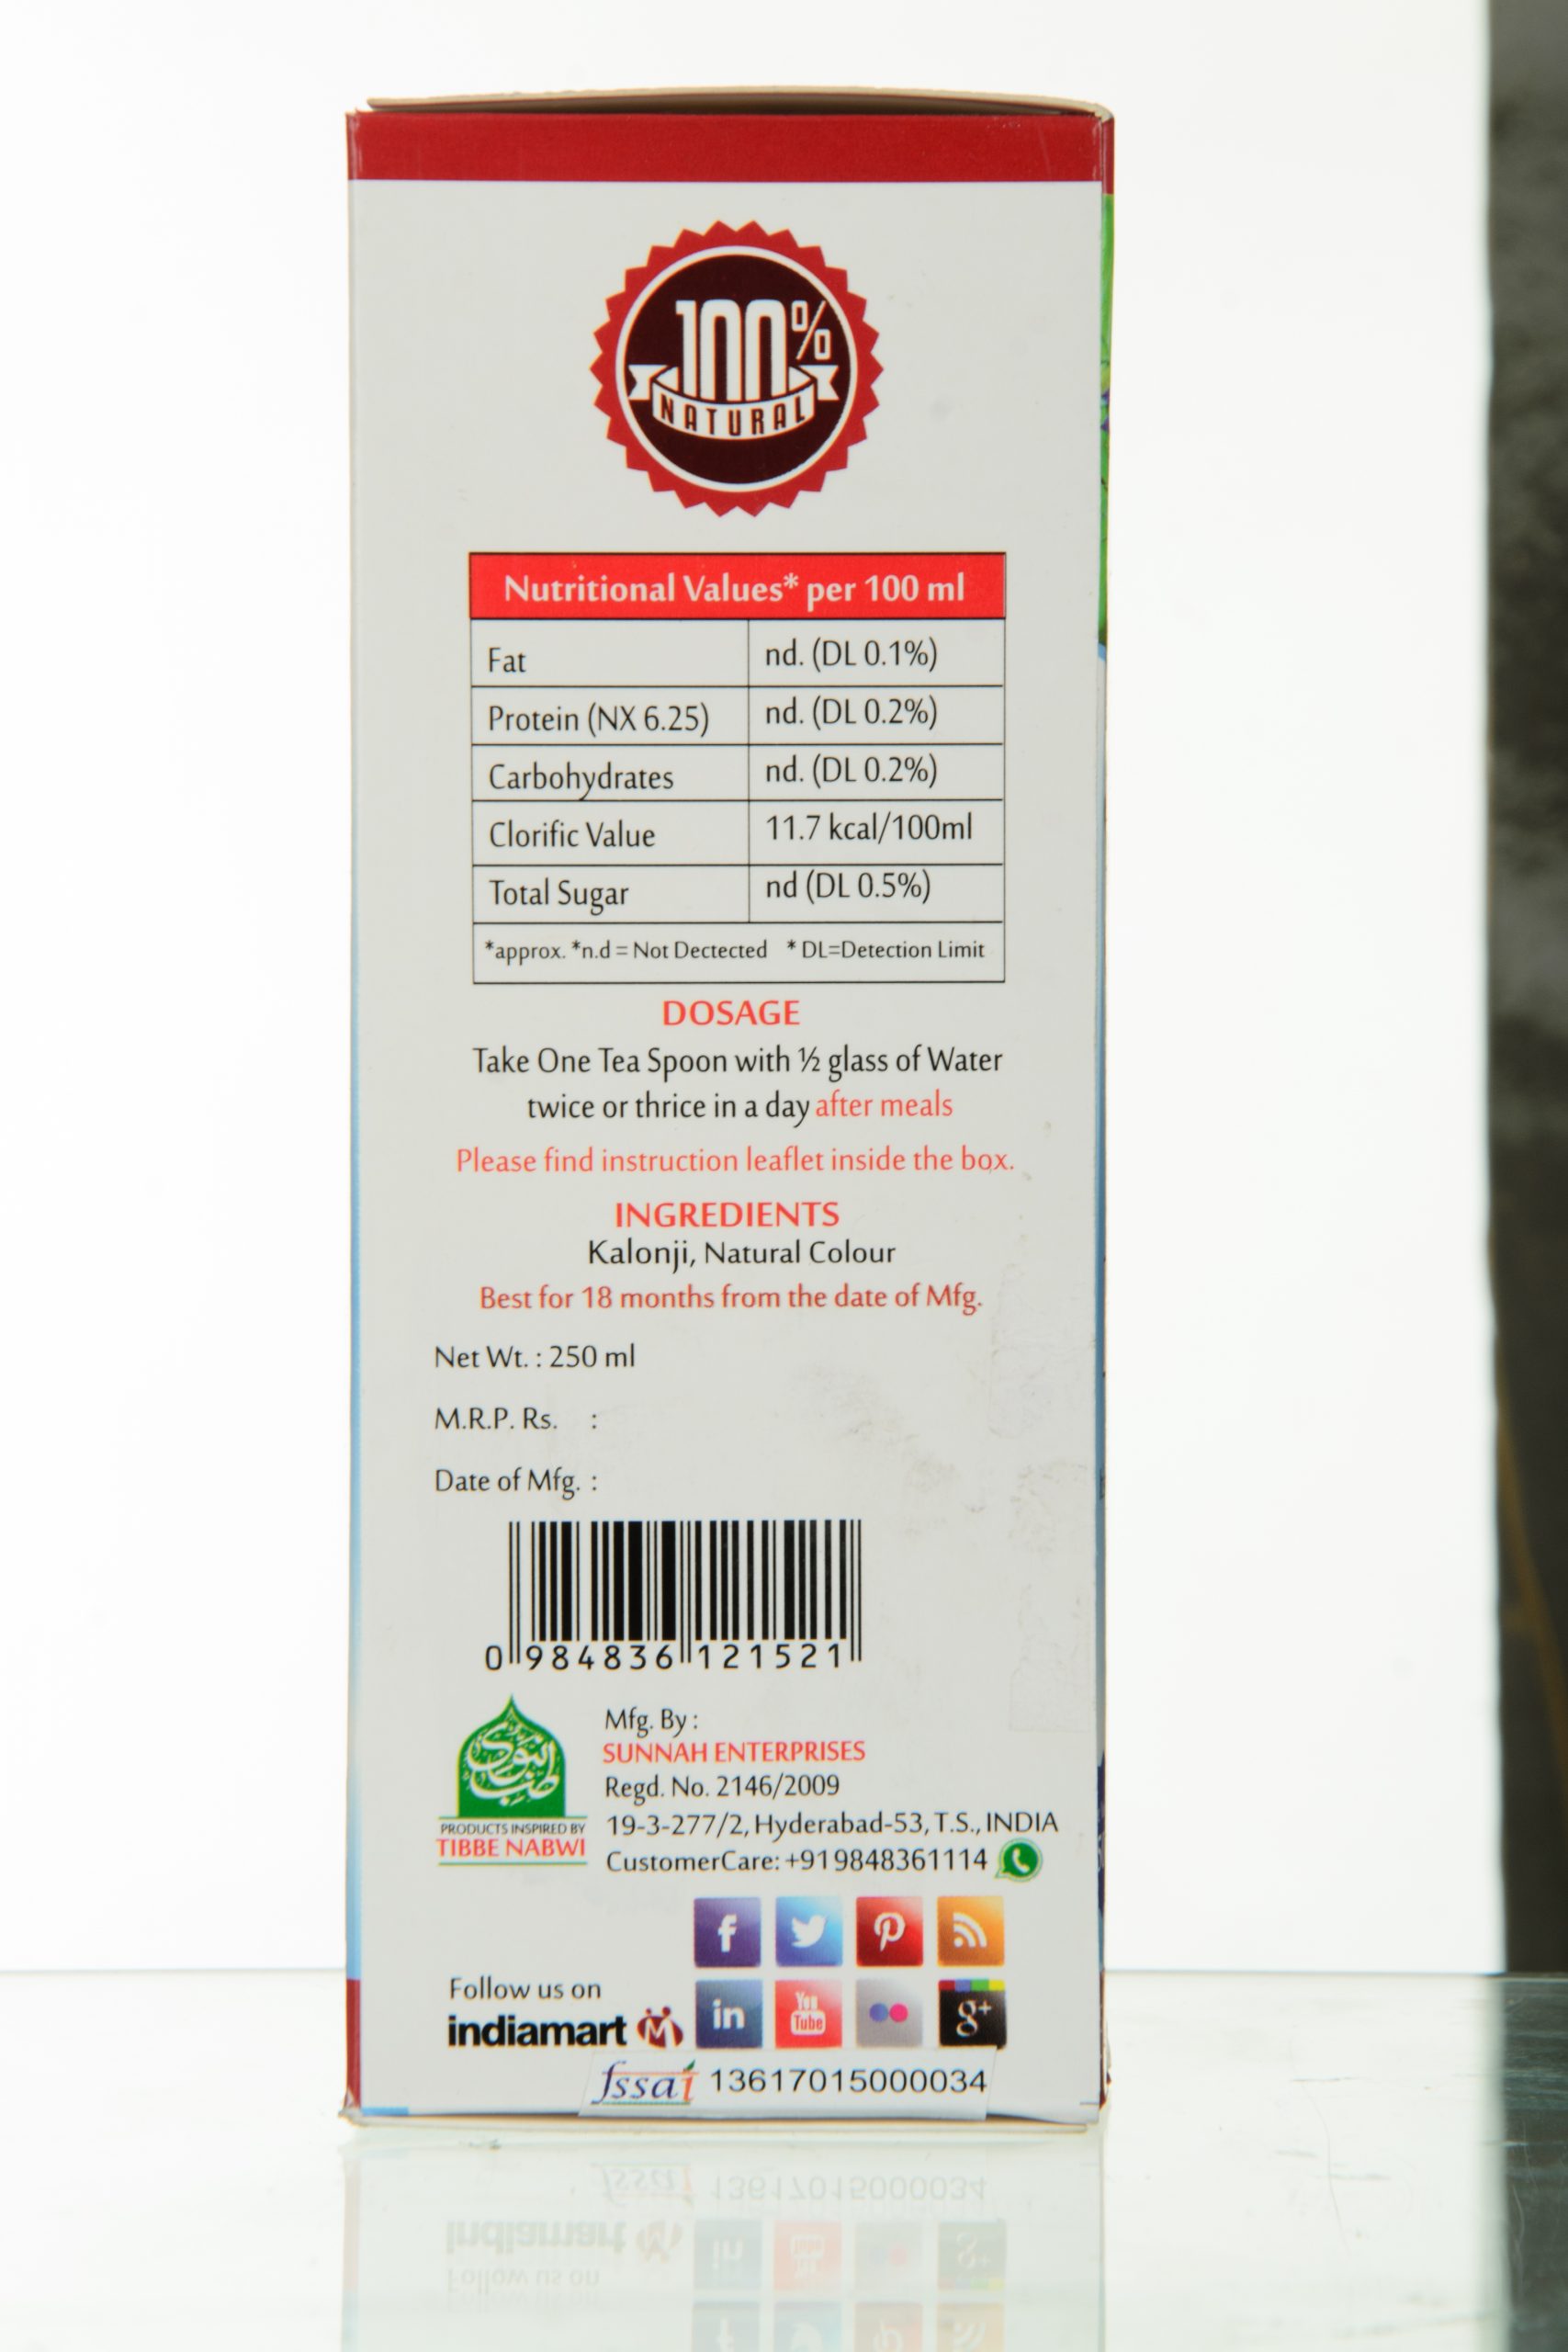 100%
NATURAL
Nutritional Values* per 100 ml
Fat nd. (DL 0.1%)
Protein (NX 6.25) nd. (DL 0.2%)
Carbohydrates nd. (DL 0.2%)
Clorific Value 11.7 kcal/100ml
Total Sugar nd (DL 0.5%)
*approx. *n.d = Not Dectected * DL=Detection Limit
DOSAGE
Take One Tea Spoon with ½ glass of Water
twice or thrice in a day after meals
Please find instruction leaflet inside the box.
INGREDIENTS
Kalonji, Natural Colour
Best for 18 months from the date of Mfg.
Net Wt. : 250 ml
M.R.P. Rs. :
Date of Mfg. :
0 984836 121521
طب النبوي
PRODUCTS INSPIRED BY
TIBBE NABWI
Mfg. By :
SUNNAH ENTERPRISES
Regd. No. 2146/2009
19-3-277/2, Hyderabad-53, T.S., INDIA
CustomerCare: +919848361114
Follow us on
indiamart
in
You
Tube
g+
fssai 13617015000034